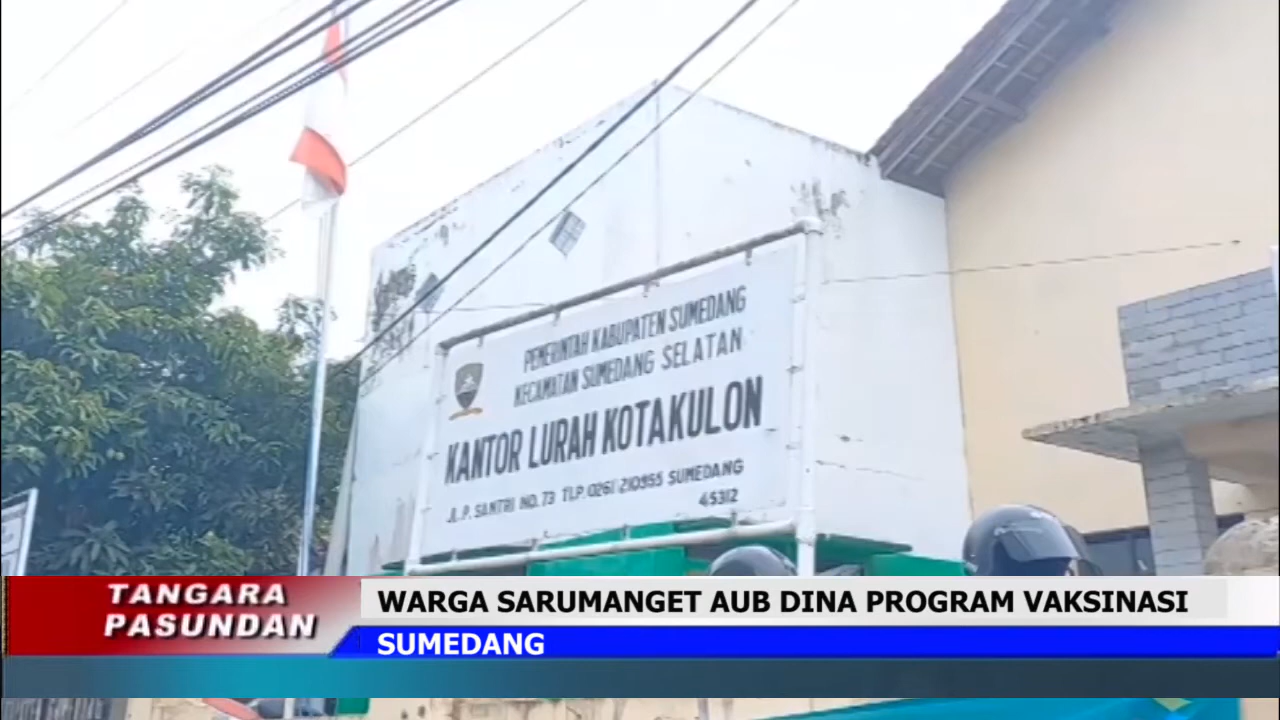 PEMERINTAH KABUPATEN SUMEDANG
KECAMATAN SUMEDANG SELATAN
KANTOR LURAH KOTAKULON
JL. P. SANTRI NO. 73 TLP. 0261 210955 SUMEDANG
45312
TANGARA
PASUNDAN
WARGA SARUMANGET AUB DINA PROGRAM VAKSINASI
SUMEDANG